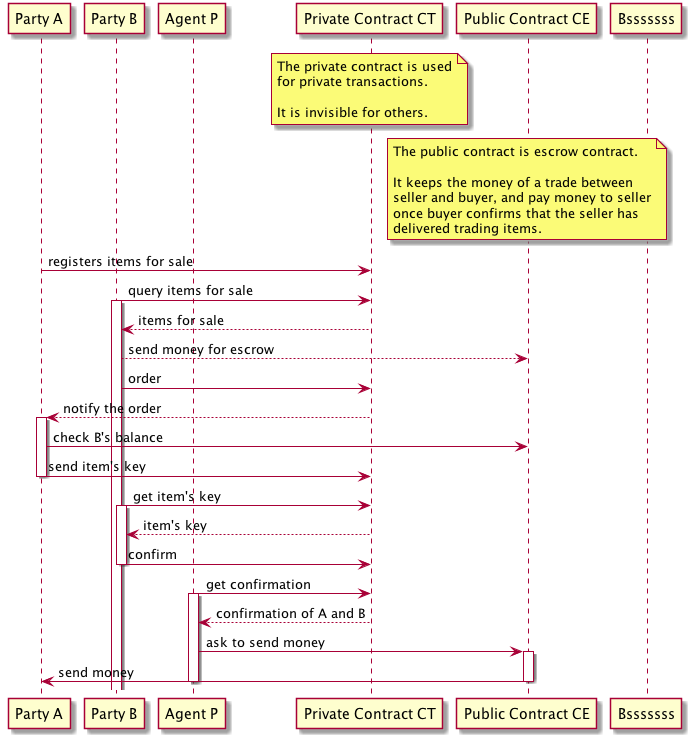 Party A
Party B
Agent P
Private Contract CT
Public Contract CE
Bsssssss
The private contract is used
for private transactions.
It is invisible for others.
The public contract is escrow contract.
It keeps the money of a trade between
seller and buyer, and pay money to seller
once buyer confirms that the seller has
delivered trading items.
registers items for sale
query items for sale
items for sale
send money for escrow
order
notify the order
check B's balance
send item's key
get item's key
item's key
confirm
get confirmation
confirmation of A and B
ask to send money
send money
Party A
Party B
Agent P
Private Contract CT
Public Contract CE
Bsssssss